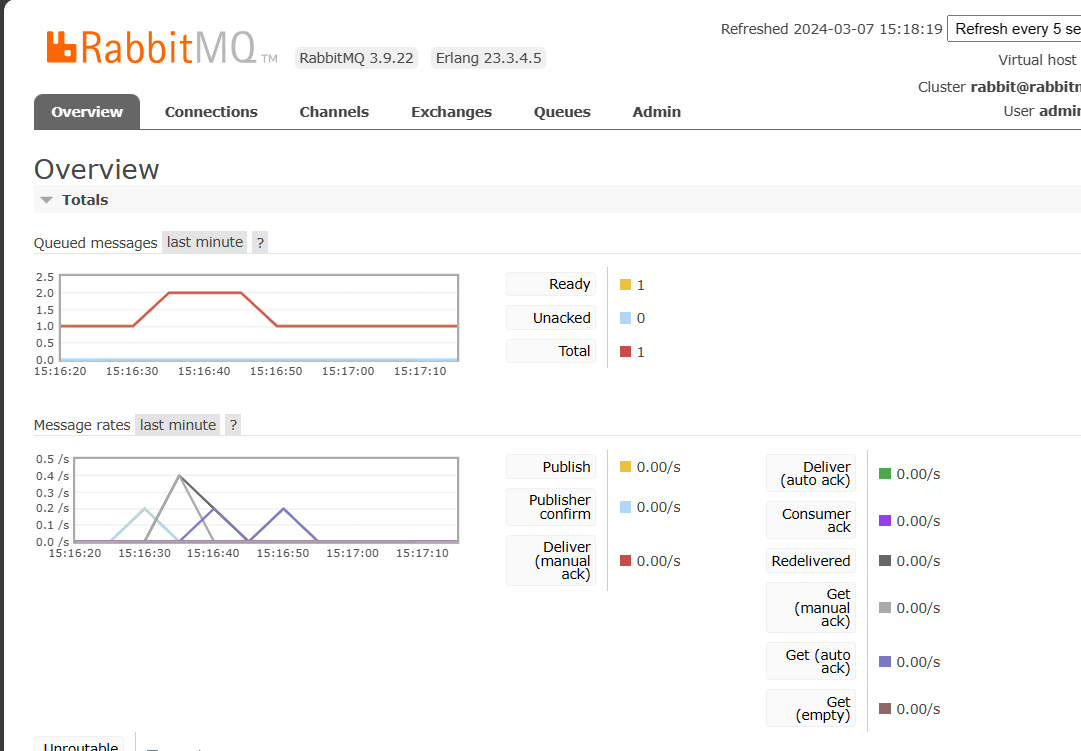 RabbitMQ TM RabbitMQ 3.9.22 Erlang 23.3.4.5
Refreshed 2024-03-07 15:18:19 Refresh every 5 se
Virtual host
Cluster rabbit@rabbitm
User admin
Overview Connections Channels Exchanges Queues Admin
Overview
Totals
Queued messages last minute ?
2.5
2.0
1.5
1.0
0.5
0.0
15:16:20 15:16:30 15:16:40 15:16:50 15:17:00 15:17:10
Ready 1
Unacked 0
Total 1
Message rates last minute ?
0.5 /s
0.4 /s
0.3 /s
0.2 /s
0.1 /s
0.0 /s
15:16:20 15:16:30 15:16:40 15:16:50 15:17:00 15:17:10
Publish 0.00/s
Publisher
confirm 0.00/s
Deliver
(manual
ack) 0.00/s
Deliver
(auto ack) 0.00/s
Consumer
ack 0.00/s
Redelivered 0.00/s
Get
(manual
ack) 0.00/s
Get (auto
ack) 0.00/s
Get
(empty) 0.00/s
Unroutable